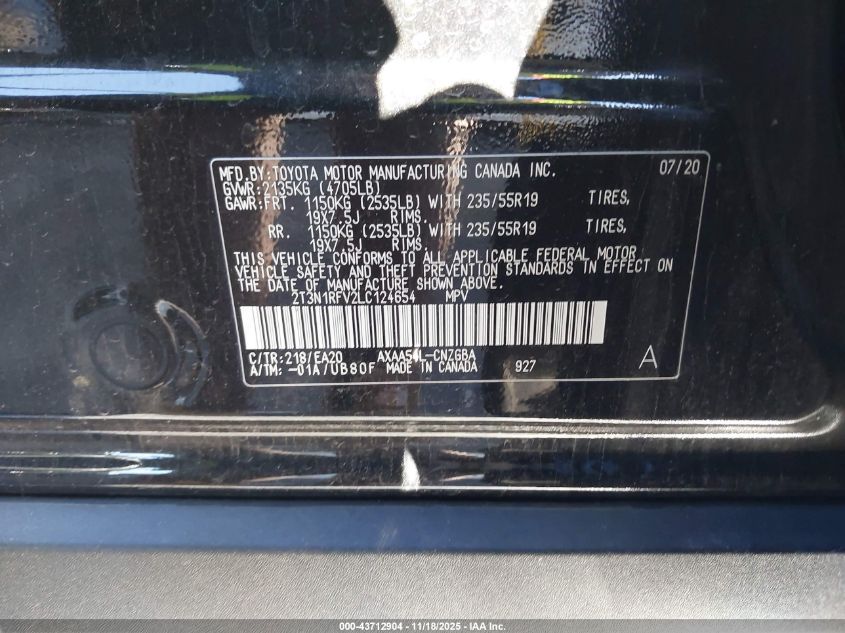 MFD.BY:TOYOTA MOTOR MANUFACTURING CANADA INC. 07/20
GVWR:2135KG (4705LB)
GAWR:FRT. 1150KG (2535LB) WITH 235/55R19 TIRES,
19X7.5J RIMS.
RR. 1150KG (2535LB) WITH 235/55R19 TIRES,
19X7.5J RIMS.
THIS VEHICLE CONFORMS TO ALL APPLICABLE FEDERAL MOTOR
VEHICLE SAFETY AND THEFT PREVENTION STANDARDS IN EFFECT ON
THE DATE OF MANUFACTURE SHOWN ABOVE.
2T3N1RFV2LC124654 MPV
C/TR:218/EA20 AXAA54L-CNZGBA
A/TM:-01A/UB80F MADE IN CANADA 927 A
000-43712904 | 11/18/2025 - IAA Inc.